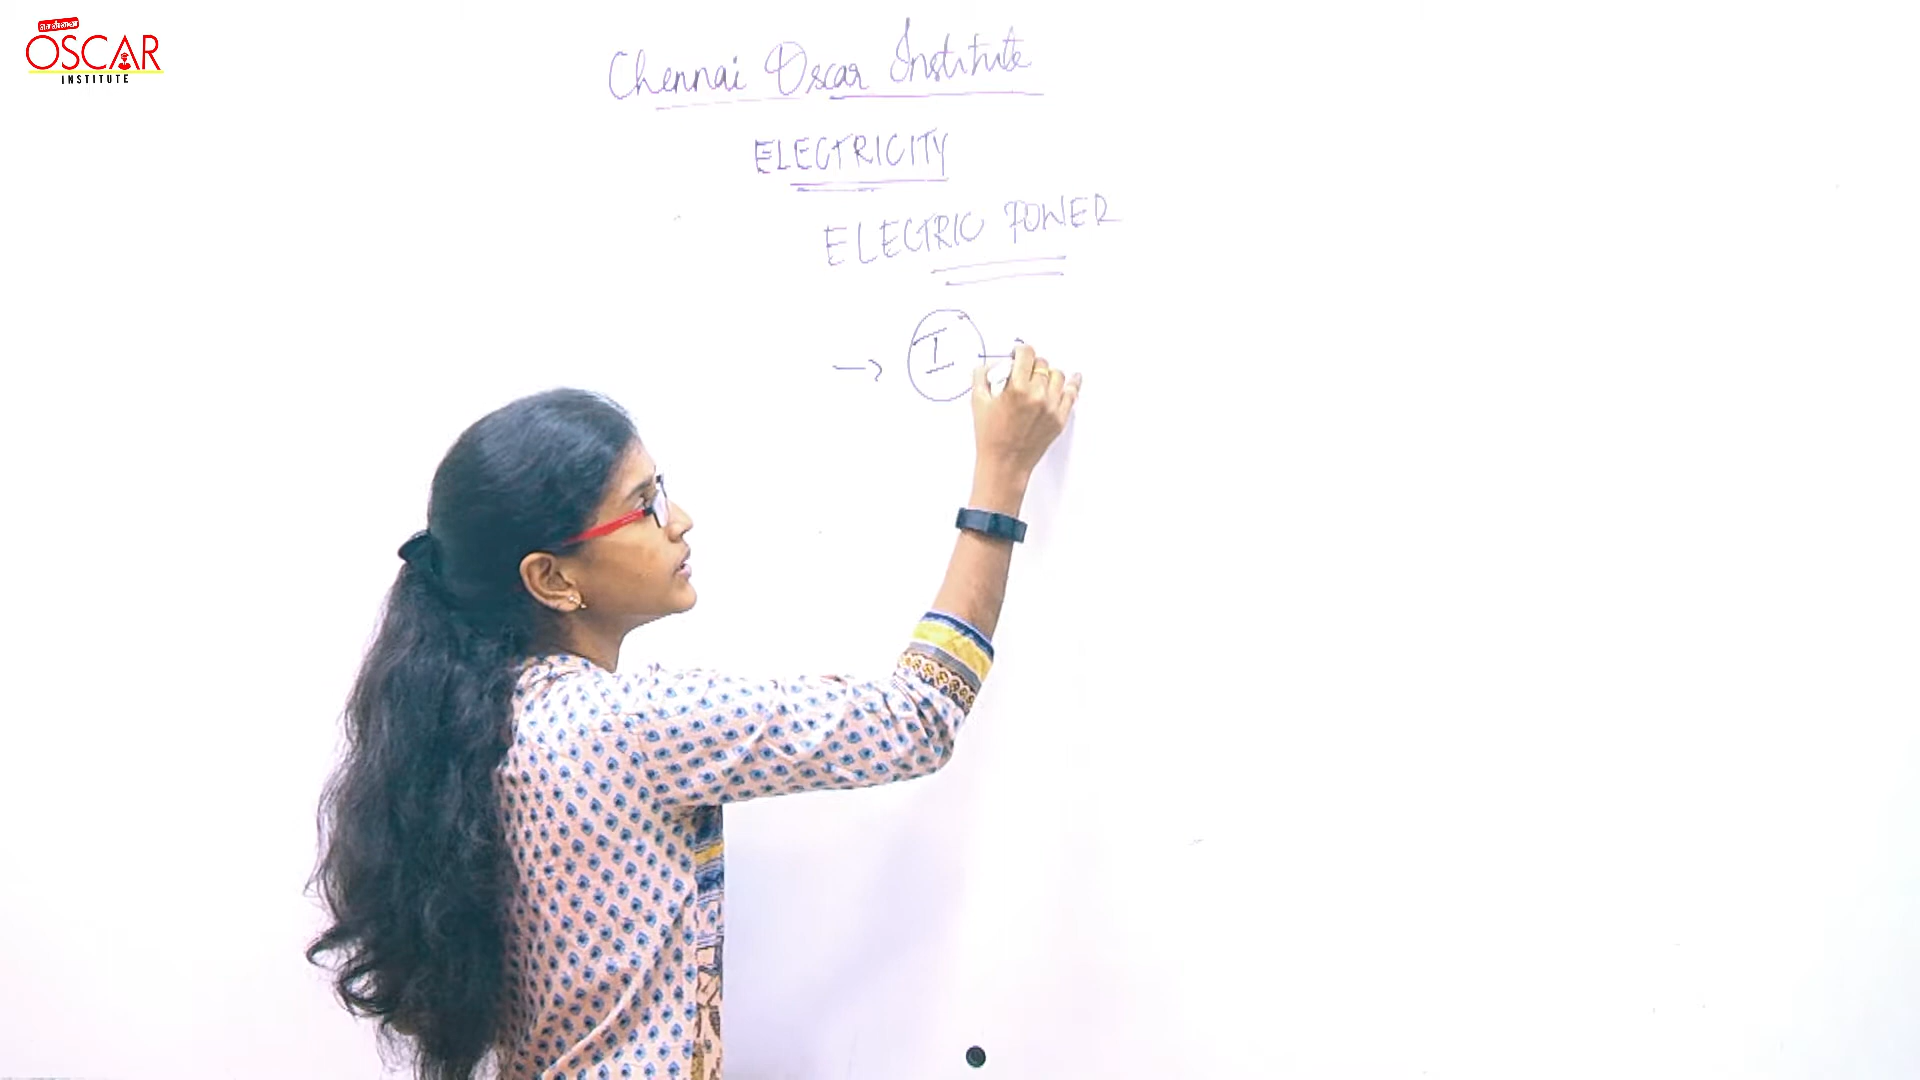 OSCAR
INSTITUTE
Chennai Oscar Institute
ELECTRICITY
ELECTRIC POWER
→ I